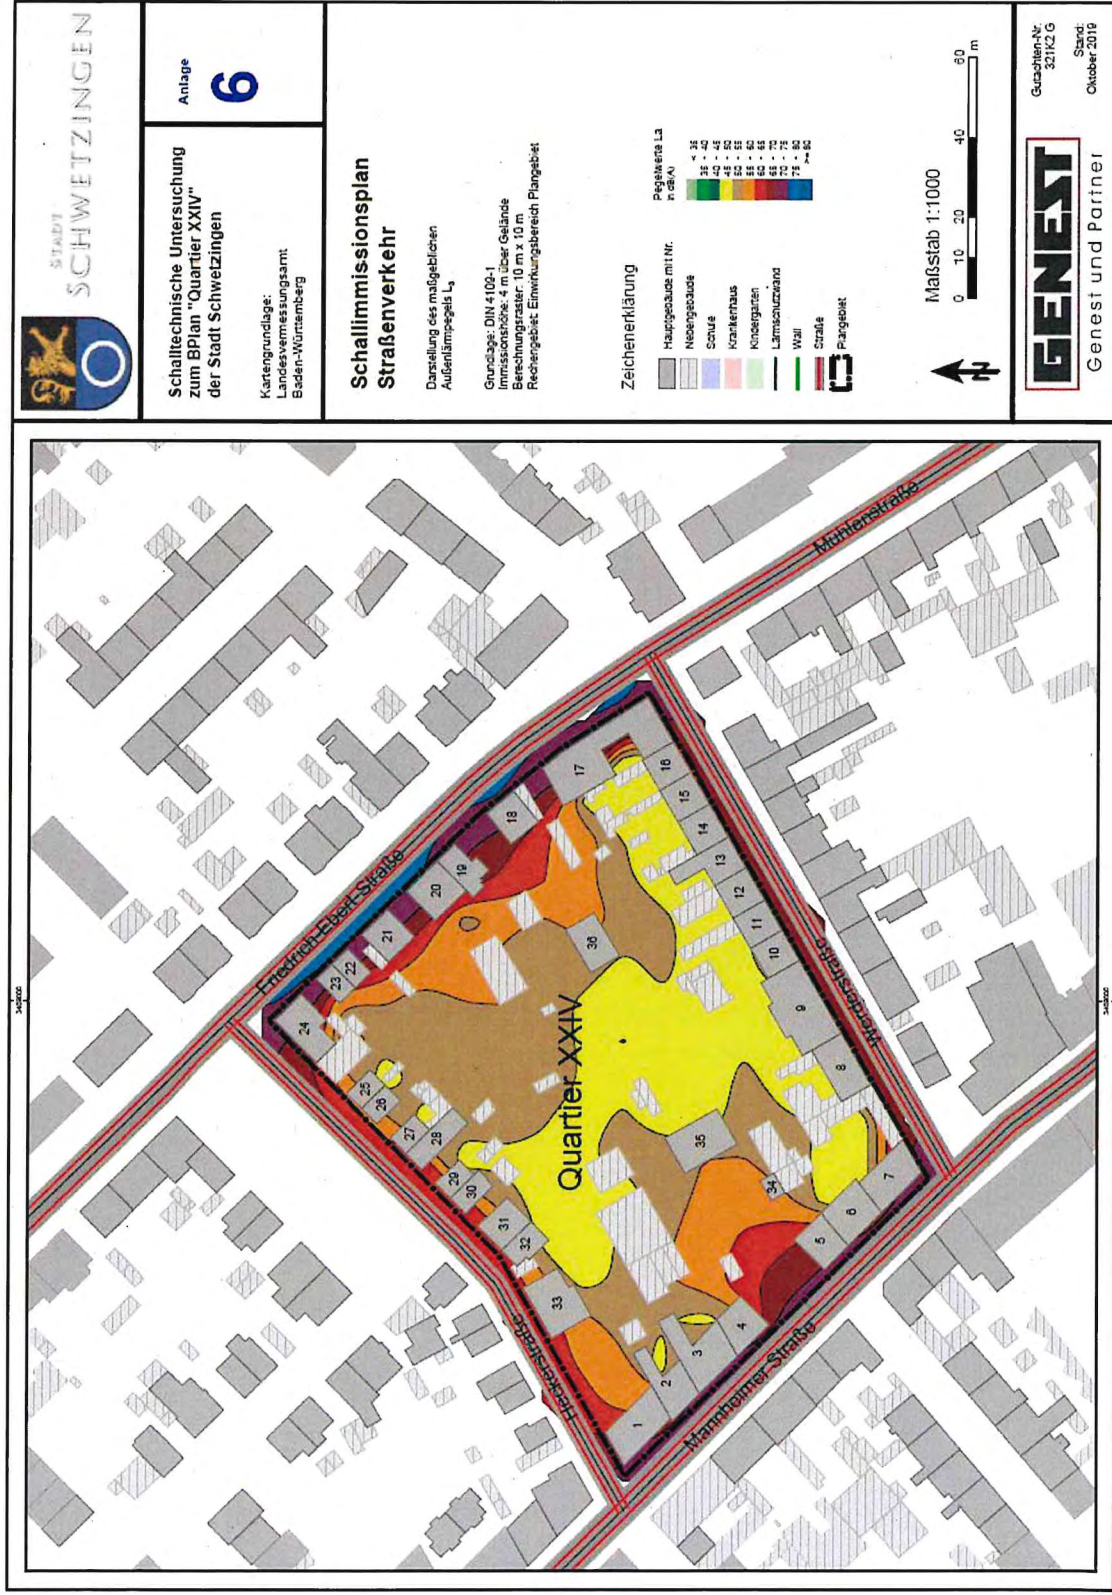 STADT
SCHWETZINGEN
Schalltechnische Untersuchung
zum BPlan "Quartier XXIV"
der Stadt Schwetzingen
Kartengrundlage:
Landesvermessungsamt
Baden-Württemberg
Anlage
6
Schallimmissionsplan
Straßenverkehr
Darstellung des maßgeblichen
Außenlärmpegels La
Grundlage: DIN 4109-1
Immissionshöhe: 4 m über Gelände
Berechnungsraster: 10 m x 10 m
Rechengebiet: Einwirkungsbereich Plangebiet
Zeichenerklärung
Hauptgebäude mit Nr.
Nebengebäude
Schule
Krankenhaus
Kindergarten
Lärmschutzwand
Wall
Straße
Plangebiet
Pegelwerte La
in dB(A)
< 35
35 - 40
40 - 45
45 - 50
50 - 55
55 - 60
60 - 65
65 - 70
70 - 75
75 - 80
>= 80
Maßstab 1:1000
0 10 20 40 60
m
N
GENEST
Genest und Partner
Gutachten-Nr.
321K2 G
Stand:
Oktober 2019
Friedrich-Ebert-Straße
Mühlenstraße
Heckerstraße
Mannheimer Straße
Werderstraße
Quartier XXIV
1
2
3
4
5
6
7
8
9
10
11
12
13
14
15
16
17
18
19
20
21
22
23
24
25
26
27
28
29
30
31
32
33
34
35
36